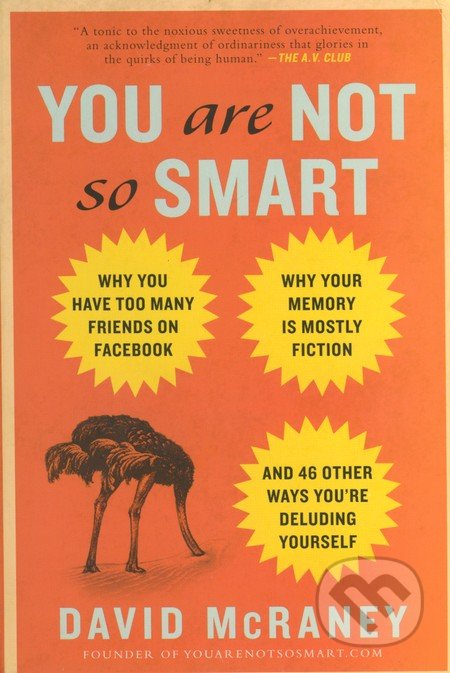 "A tonic to the noxious sweetness of overachievement,
an acknowledgment of ordinariness that glories in
the quirks of being human." —THE A.V. CLUB
YOU are NOT
so SMART
WHY YOU
HAVE TOO MANY
FRIENDS ON
FACEBOOK
WHY YOUR
MEMORY
IS MOSTLY
FICTION
AND 46 OTHER
WAYS YOU'RE
DELUDING
YOURSELF
DAVID McRANEY
FOUNDER OF YOUARENOTSOSMART.COM